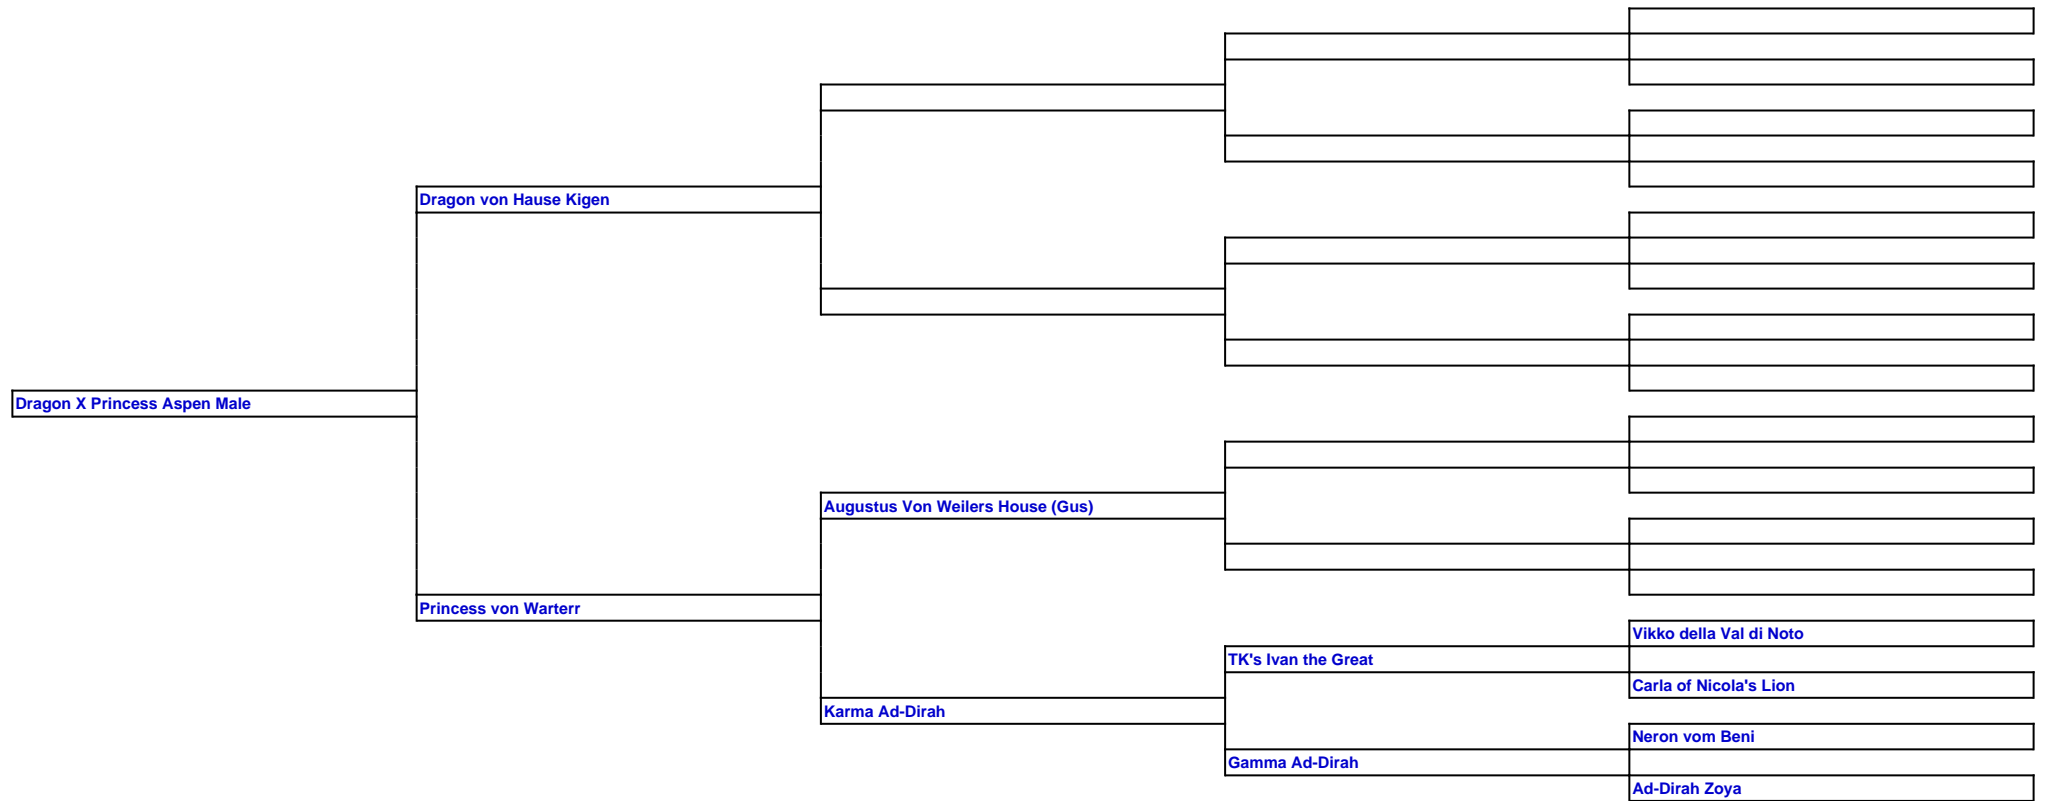 Dragon von Hause Kigen
Dragon X Princess Aspen Male
Augustus Von Weilers House (Gus)
Princess von Warterr
Vikko della Val di Noto
TK's Ivan the Great
Carla of Nicola's Lion
Karma Ad-Dirah
Neron vom Beni
Gamma Ad-Dirah
Ad-Dirah Zoya